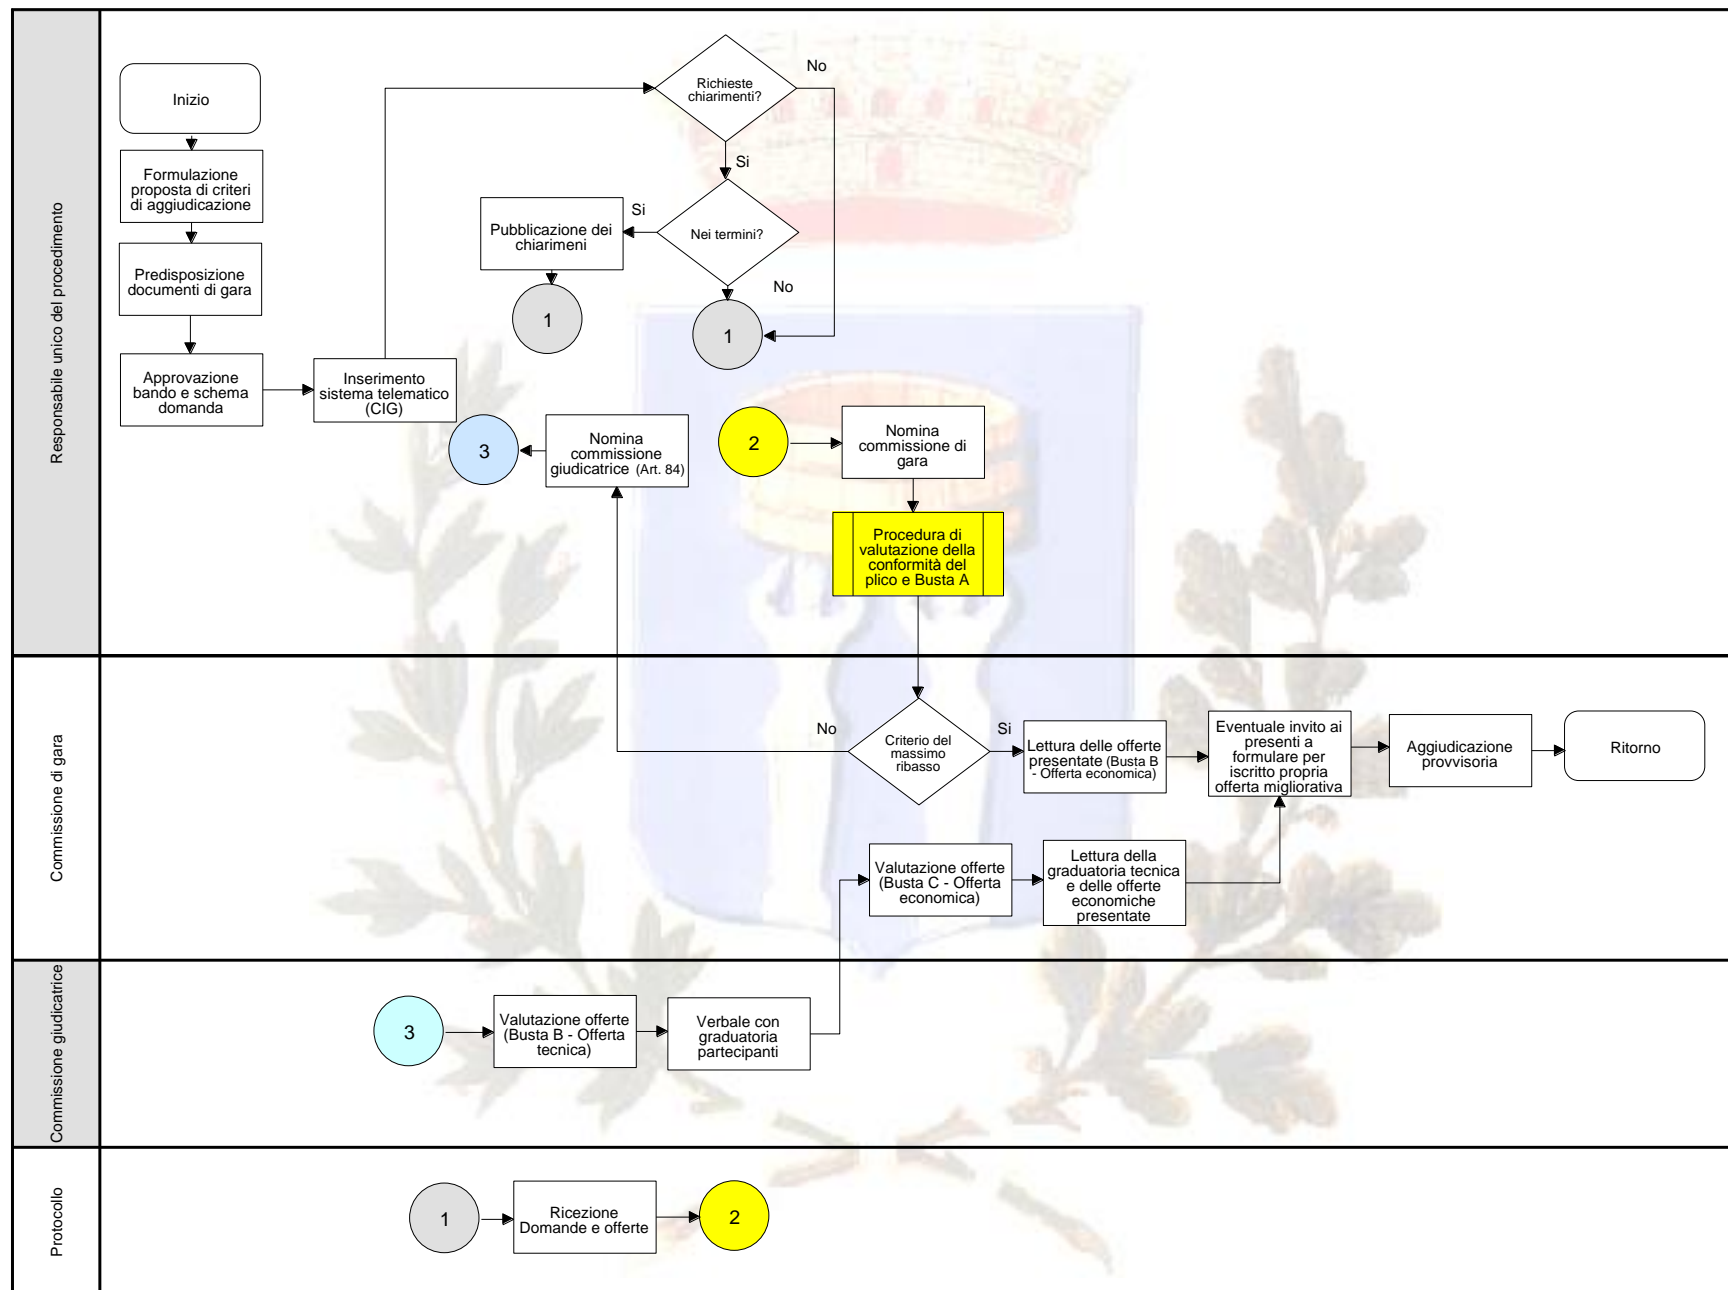 Responsabile unico del procedimento
Inizio
Formulazione
proposta di criteri
di aggiudicazione
Predisposizione
documenti di gara
Approvazione
bando e schema
domanda
Inserimento
sistema telematico
(CIG)
Richieste
chiarimenti?
No
Si
Nei termini?
Si
No
Pubblicazione dei
chiarimeni
1
1
3
Nomina
commissione
giudicatrice (Art. 84)
2
Nomina
commissione di
gara
Procedura di
valutazione della
conformità del
plico e Busta A
Commissione di gara
No
Criterio del
massimo
ribasso
Si
Lettura delle offerte
presentate (Busta B
- Offerta economica)
Eventuale invito ai
presenti a
formulare per
iscritto propria
offerta migliorativa
Aggiudicazione
provvisoria
Ritorno
Valutazione offerte
(Busta C - Offerta
economica)
Lettura della
graduatoria tecnica
e delle offerte
economiche
presentate
Commissione giudicatrice
3
Valutazione offerte
(Busta B - Offerta
tecnica)
Verbale con
graduatoria
partecipanti
Protocollo
1
Ricezione
Domande e offerte
2